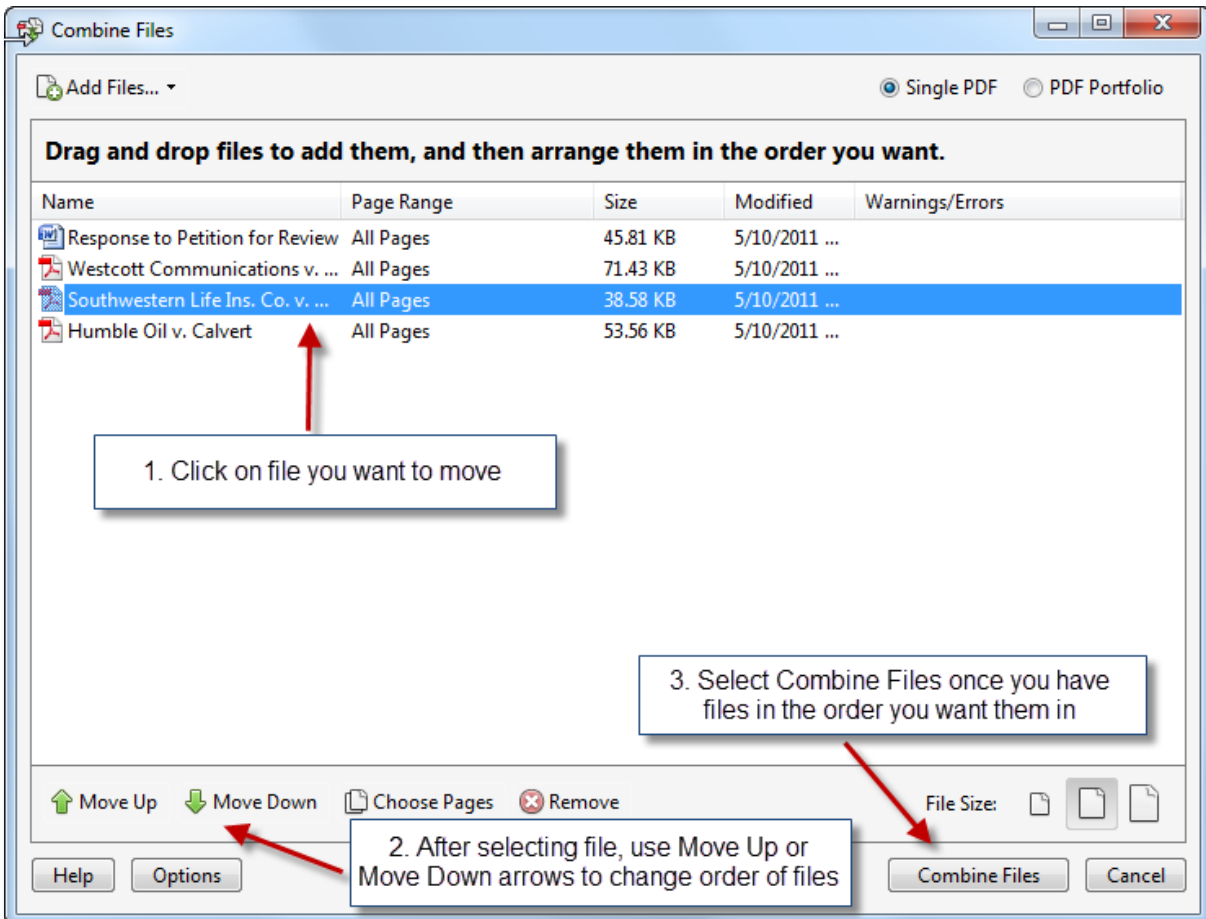 Combine Files
Add Files...
Single PDF PDF Portfolio
Drag and drop files to add them, and then arrange them in the order you want.
Name Page Range Size Modified Warnings/Errors
Response to Petition for Review All Pages 45.81 KB 5/10/2011 ...
Westcott Communications v. ... All Pages 71.43 KB 5/10/2011 ...
Southwestern Life Ins. Co. v. ... All Pages 38.58 KB 5/10/2011 ...
Humble Oil v. Calvert All Pages 53.56 KB 5/10/2011 ...
1. Click on file you want to move
3. Select Combine Files once you have
files in the order you want them in
Move Up Move Down Choose Pages Remove File Size:
2. After selecting file, use Move Up or
Move Down arrows to change order of files
Help Options Combine Files Cancel